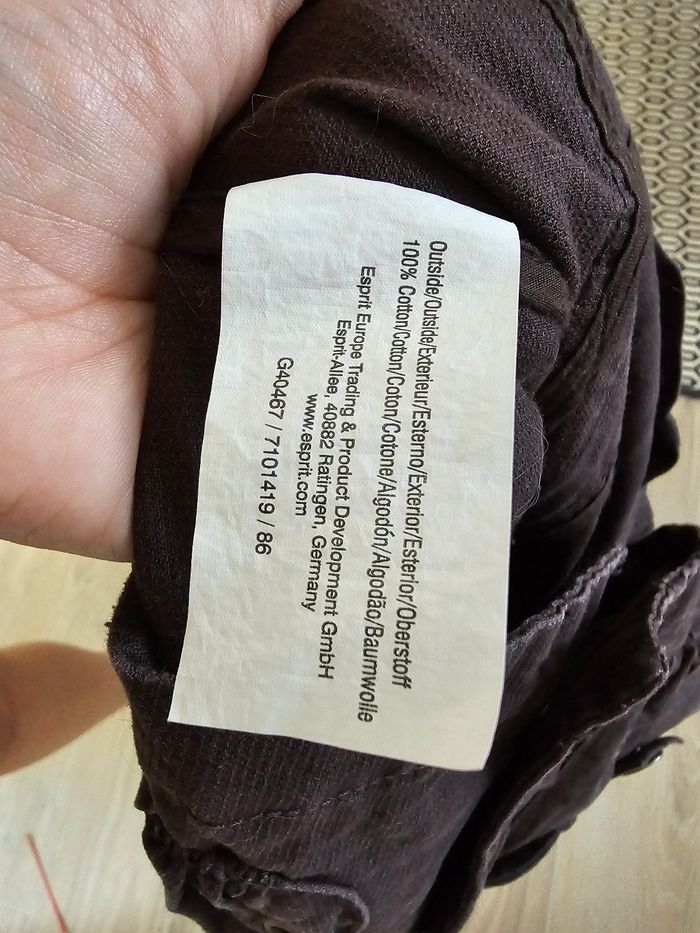 Outside/Outside/Exterieur/Esterno/Exterior/Esterior/Oberstoff
100% Cotton/Cotton/Coton/Cotone/Algodón/Algodão/Baumwolle
Esprit Europe Trading & Product Development GmbH
Esprit-Allee, 40882 Ratingen, Germany
www.esprit.com
G40467 / 7101419 / 86